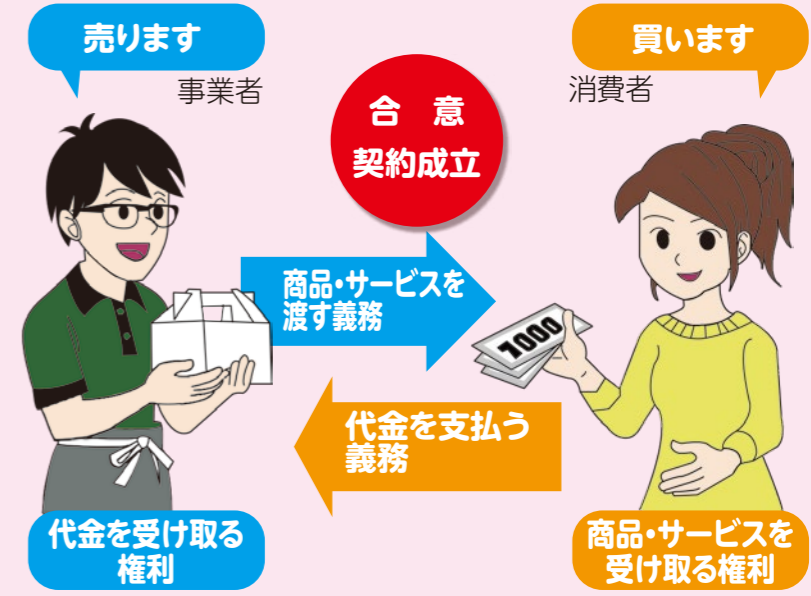 売ります
買います
事業者
消費者
合 意
契約成立
商品・サービスを
渡す義務
1000
代金を支払う
義務
代金を受け取る
権利
商品・サービスを
受け取る権利